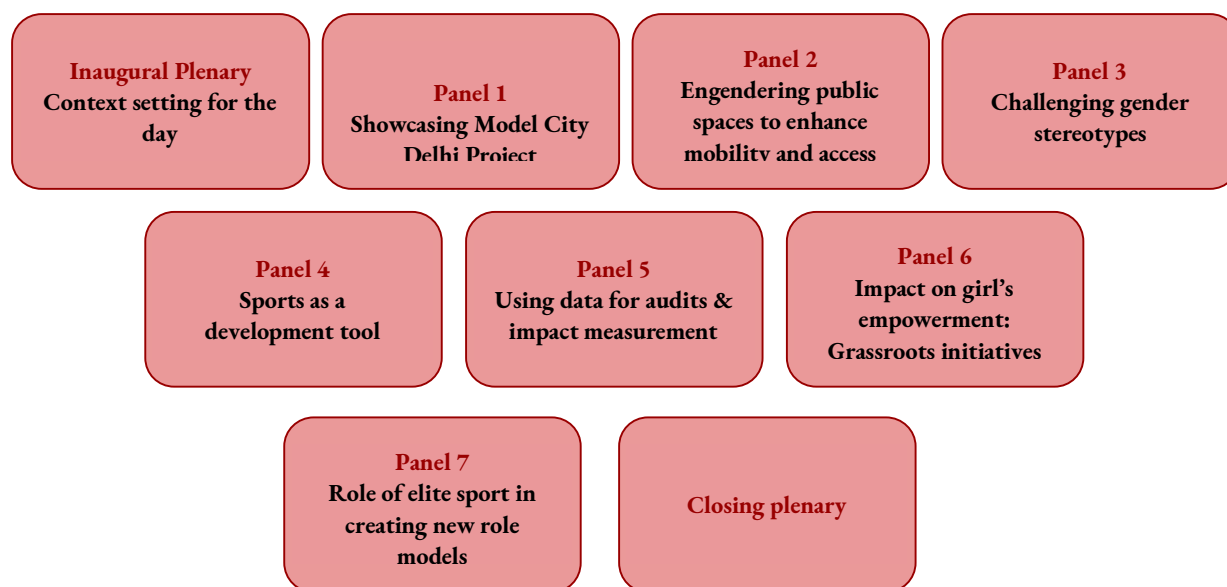 Inaugural Plenary
Context setting for the
day
Panel 1
Showcasing Model City
Delhi Project
Panel 2
Engendering public
spaces to enhance
mobility and access
Panel 3
Challenging gender
stereotypes
Panel 4
Sports as a
development tool
Panel 5
Using data for audits &
impact measurement
Panel 6
Impact on girl’s
empowerment:
Grassroots initiatives
Panel 7
Role of elite sport in
creating new role
models
Closing plenary